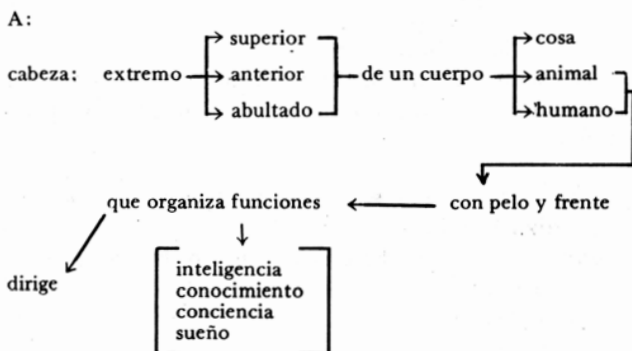 A:
superior cosa
cabeza: extremo anterior de un cuerpo animal
abultado humano
que organiza funciones con pelo y frente
inteligencia
dirige conocimiento
conciencia
sueño